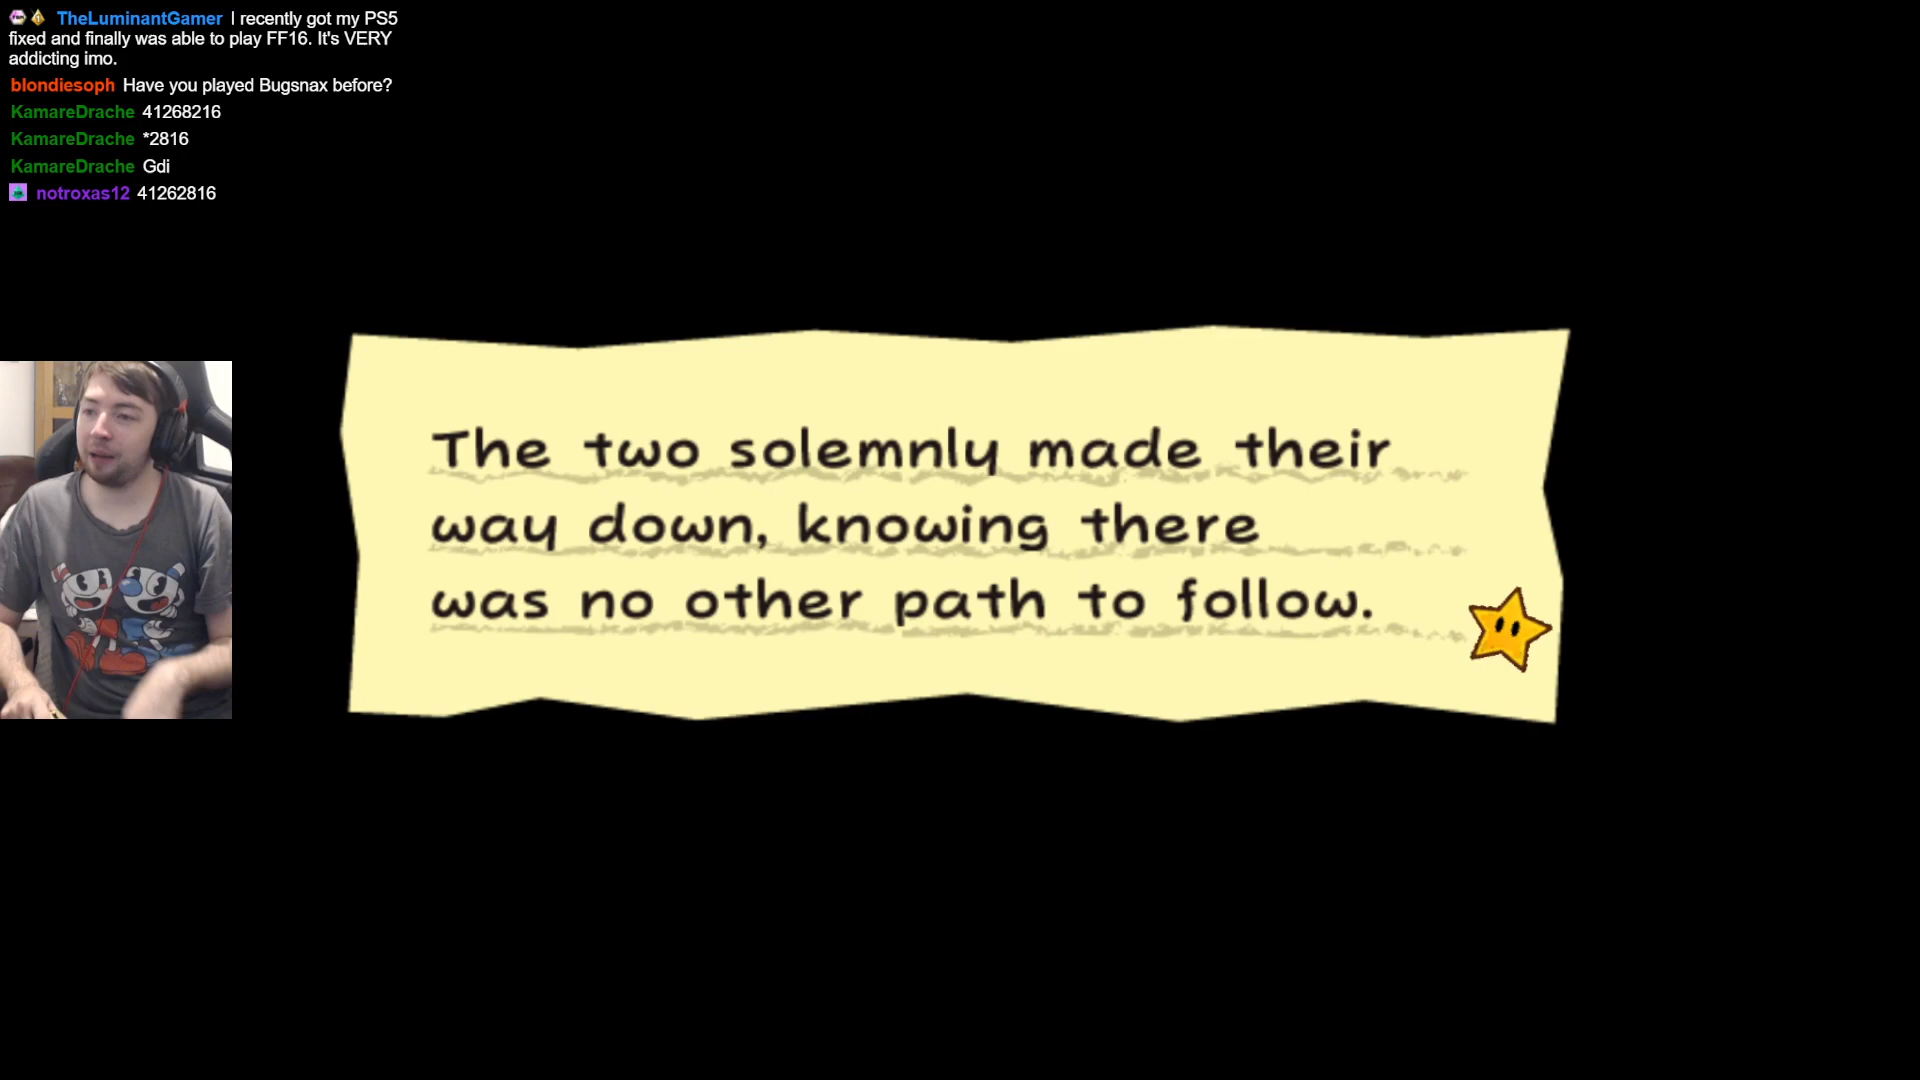 TheLuminantGamer I recently got my PS5
fixed and finally was able to play FF16. It's VERY
addicting imo.
blondiesoph Have you played Bugsnax before?
KamareDrache 41268216
KamareDrache *2816
KamareDrache Gdi
notroxas12 41262816
The two solemnly made their
way down, knowing there
was no other path to follow.